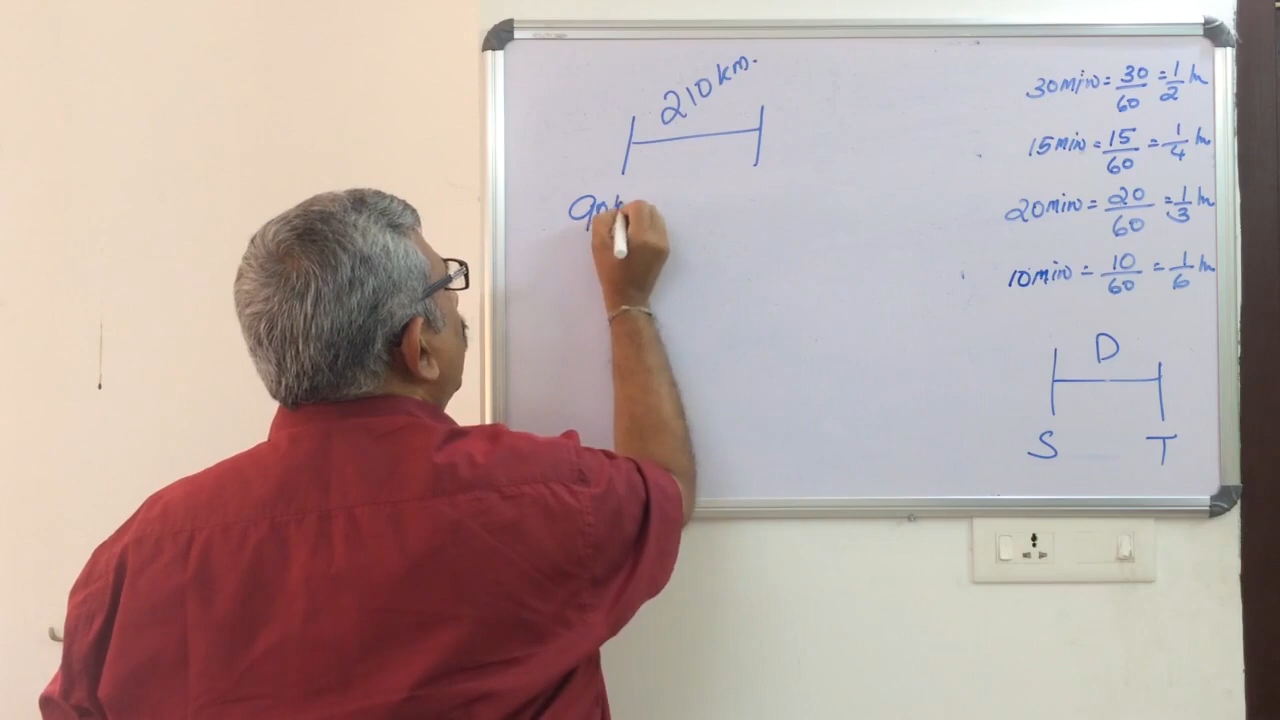 210 km.
30min = 30/60 = 1/2 hr
15min = 15/60 = 1/4 hr
20min = 20/60 = 1/3 hr
10min = 10/60 = 1/6 hr
D
S T